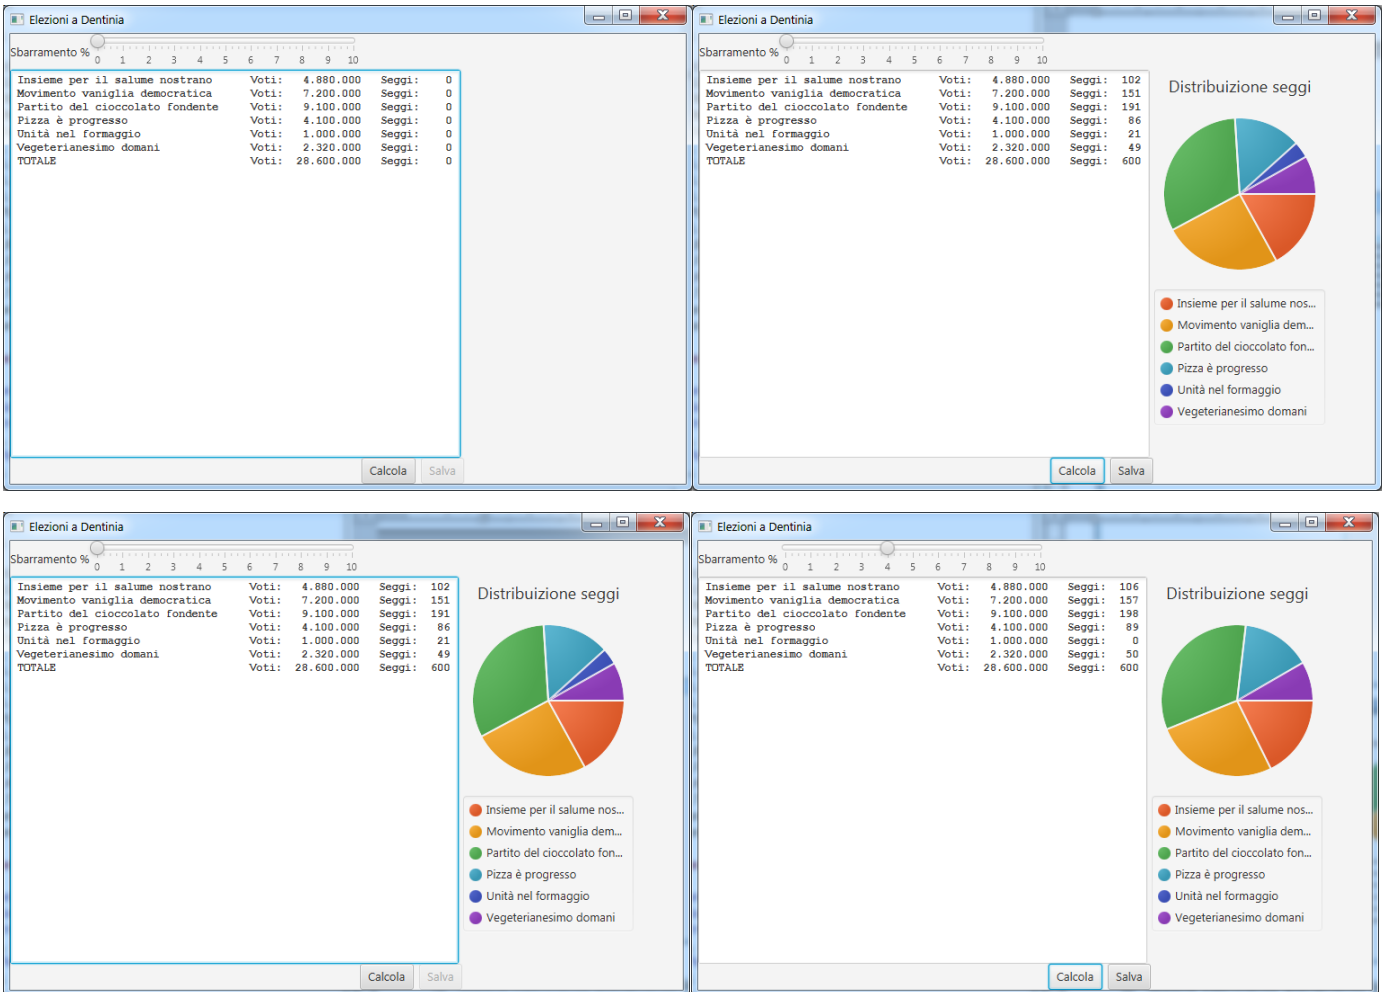 Elezioni a Dentinia
Sbarramento %
0 1 2 3 4 5 6 7 8 9 10
Insieme per il salume nostrano Voti: 4.880.000 Seggi: 0
Movimento vaniglia democratica Voti: 7.200.000 Seggi: 0
Partito del cioccolato fondente Voti: 9.100.000 Seggi: 0
Pizza è progresso Voti: 4.100.000 Seggi: 0
Unità nel formaggio Voti: 1.000.000 Seggi: 0
Vegeterianesimo domani Voti: 2.320.000 Seggi: 0
TOTALE Voti: 28.600.000 Seggi: 0
Calcola Salva
Elezioni a Dentinia
Sbarramento %
0 1 2 3 4 5 6 7 8 9 10
Insieme per il salume nostrano Voti: 4.880.000 Seggi: 102
Movimento vaniglia democratica Voti: 7.200.000 Seggi: 151
Partito del cioccolato fondente Voti: 9.100.000 Seggi: 191
Pizza è progresso Voti: 4.100.000 Seggi: 86
Unità nel formaggio Voti: 1.000.000 Seggi: 21
Vegeterianesimo domani Voti: 2.320.000 Seggi: 49
TOTALE Voti: 28.600.000 Seggi: 600
Distribuizione seggi
Insieme per il salume nos...
Movimento vaniglia dem...
Partito del cioccolato fon...
Pizza è progresso
Unità nel formaggio
Vegeterianesimo domani
Calcola Salva
Elezioni a Dentinia
Sbarramento %
0 1 2 3 4 5 6 7 8 9 10
Insieme per il salume nostrano Voti: 4.880.000 Seggi: 102
Movimento vaniglia democratica Voti: 7.200.000 Seggi: 151
Partito del cioccolato fondente Voti: 9.100.000 Seggi: 191
Pizza è progresso Voti: 4.100.000 Seggi: 86
Unità nel formaggio Voti: 1.000.000 Seggi: 21
Vegeterianesimo domani Voti: 2.320.000 Seggi: 49
TOTALE Voti: 28.600.000 Seggi: 600
Distribuizione seggi
Insieme per il salume nos...
Movimento vaniglia dem...
Partito del cioccolato fon...
Pizza è progresso
Unità nel formaggio
Vegeterianesimo domani
Calcola Salva
Elezioni a Dentinia
Sbarramento %
0 1 2 3 4 5 6 7 8 9 10
Insieme per il salume nostrano Voti: 4.880.000 Seggi: 106
Movimento vaniglia democratica Voti: 7.200.000 Seggi: 157
Partito del cioccolato fondente Voti: 9.100.000 Seggi: 198
Pizza è progresso Voti: 4.100.000 Seggi: 89
Unità nel formaggio Voti: 1.000.000 Seggi: 0
Vegeterianesimo domani Voti: 2.320.000 Seggi: 50
TOTALE Voti: 28.600.000 Seggi: 600
Distribuizione seggi
Insieme per il salume nos...
Movimento vaniglia dem...
Partito del cioccolato fon...
Pizza è progresso
Unità nel formaggio
Vegeterianesimo domani
Calcola Salva